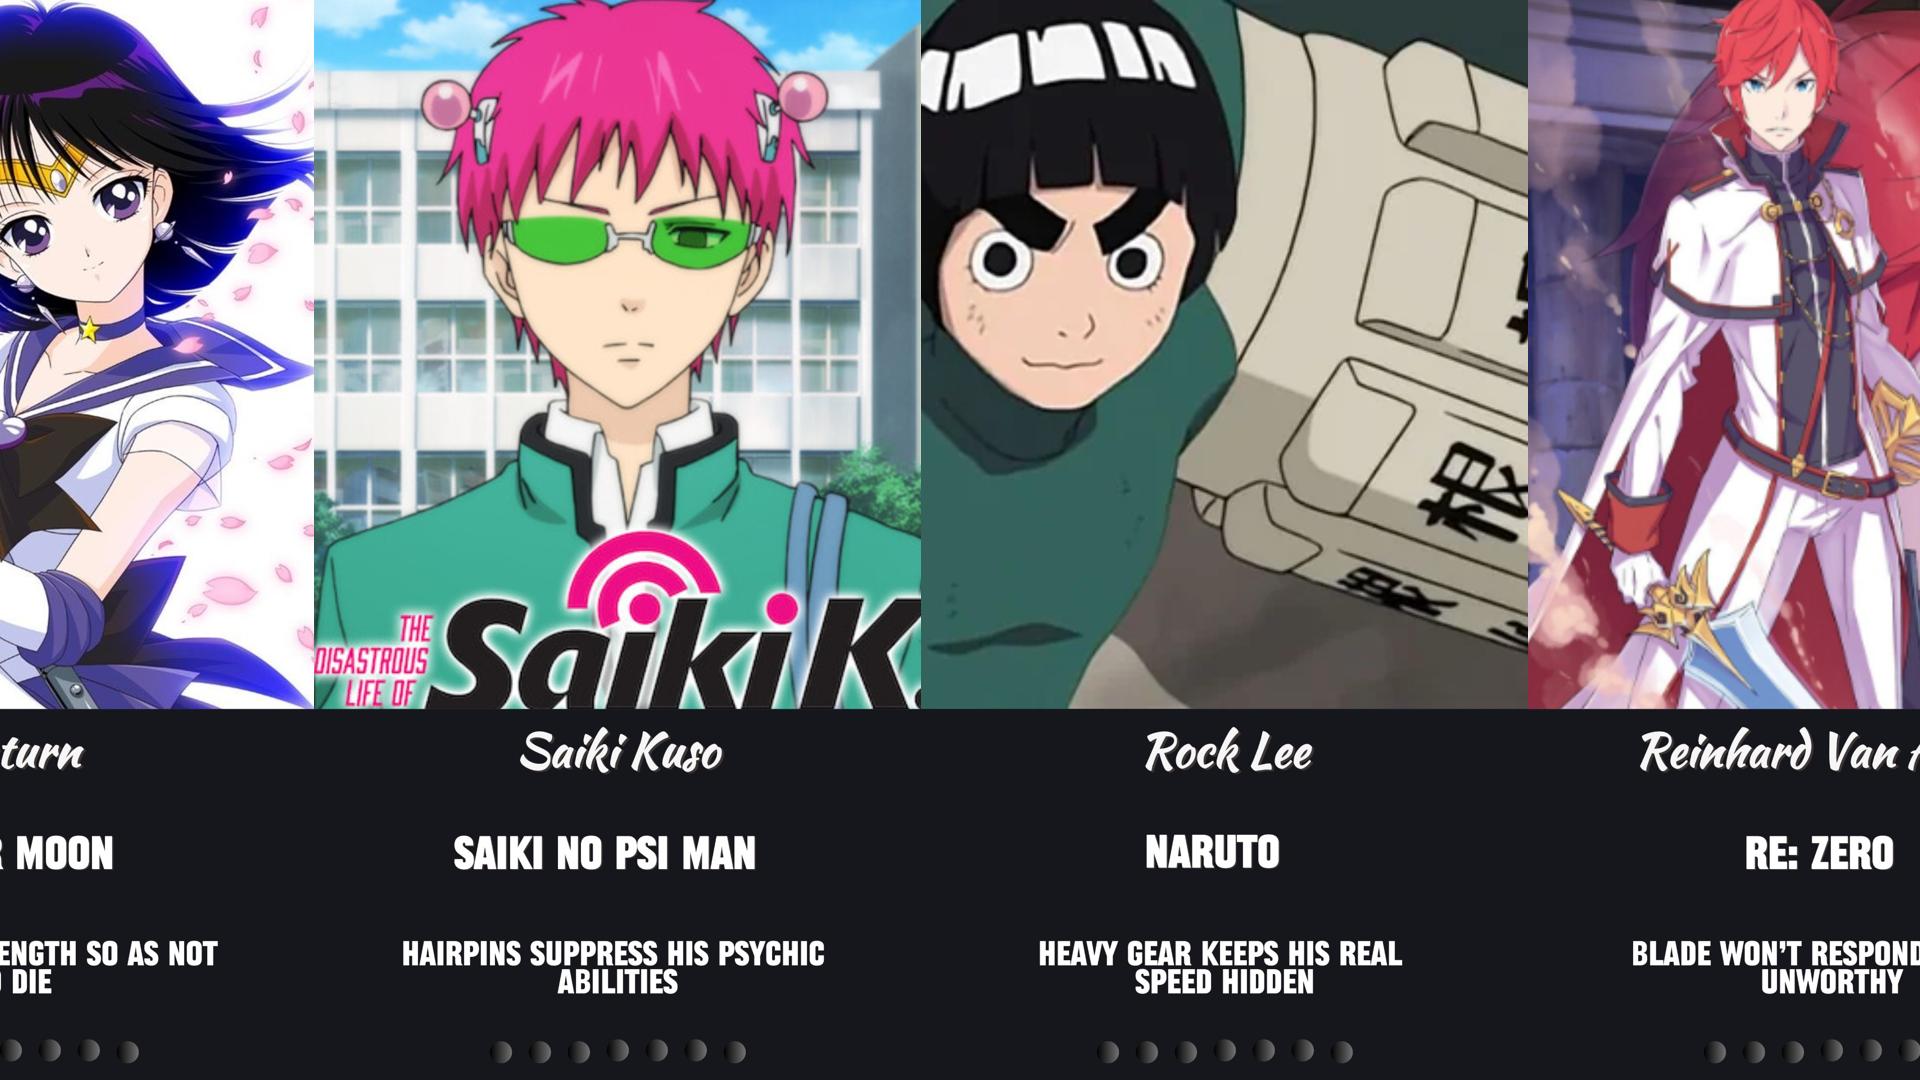 THE
DISASTROUS
LIFE OF
Saiki K.
根
turn
Saiki Kuso
Rock Lee
Reinhard Van
R MOON
SAIKI NO PSI MAN
NARUTO
RE: ZERO
ENGTH SO AS NOT
DIE
HAIRPINS SUPPRESS HIS PSYCHIC
ABILITIES
HEAVY GEAR KEEPS HIS REAL
SPEED HIDDEN
BLADE WON'T RESPOND
UNWORTHY